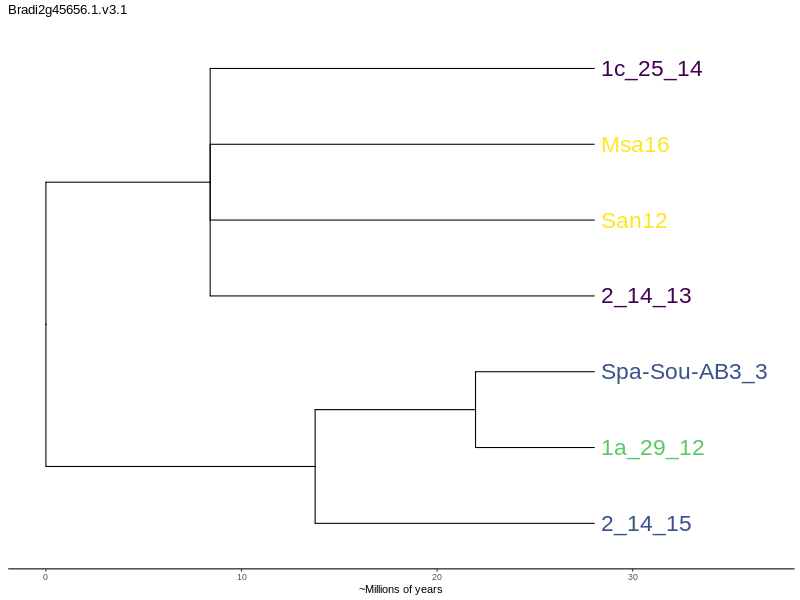 Bradi2g45656.1.v3.1
1c_25_14
Msa16
San12
2_14_13
Spa-Sou-AB3_3
1a_29_12
2_14_15
0 10 20 30
~Millions of years